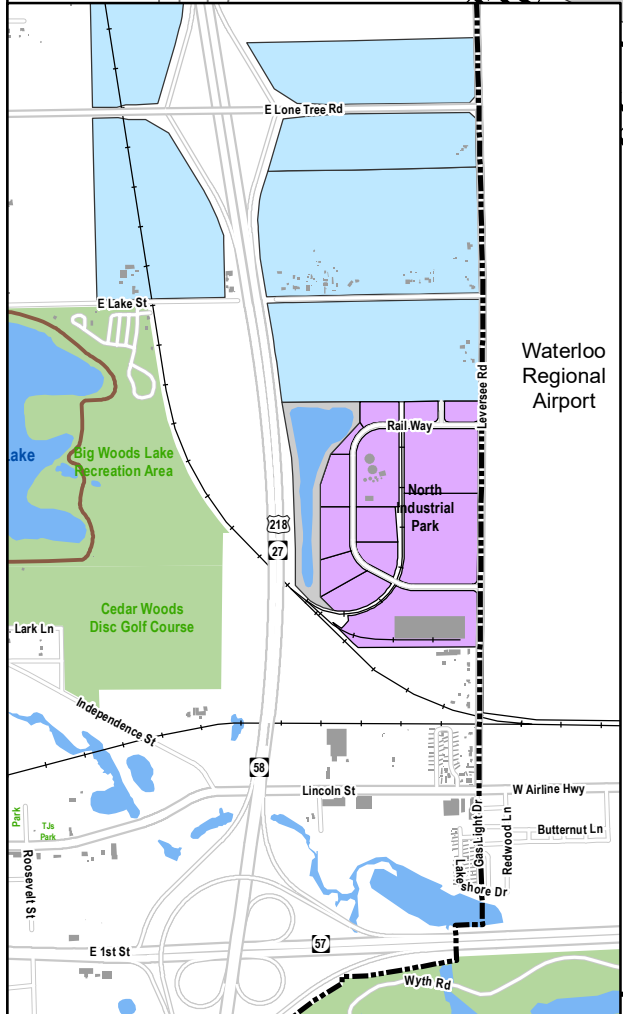 E Lone Tree Rd
E Lake St
Waterloo
Regional
Airport
Leversee Rd
Rail Way
Lake
Big Woods Lake
Recreation Area
North
Industrial
Park
218
27
Cedar Woods
Disc Golf Course
Lark Ln
Independence St
58
Lincoln St
W Airline Hwy
Gas Light Dr
Redwood Ln
Butternut Ln
Park
TJs
Park
Roosevelt St
Lake
shore Dr
57
E 1st St
Wyth Rd